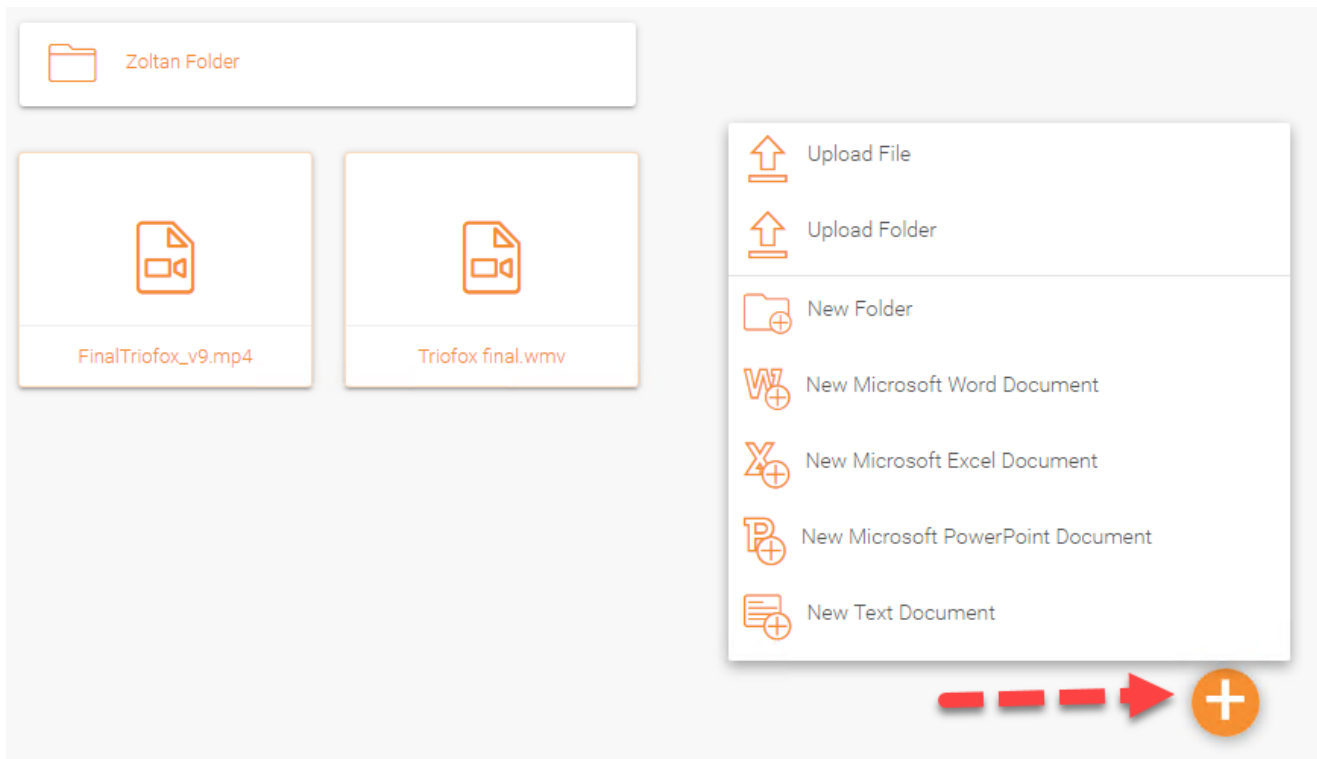 Zoltan Folder
FinalTriofox_v9.mp4
Triofox final.wmv
Upload File
Upload Folder
New Folder
New Microsoft Word Document
New Microsoft Excel Document
New Microsoft PowerPoint Document
New Text Document